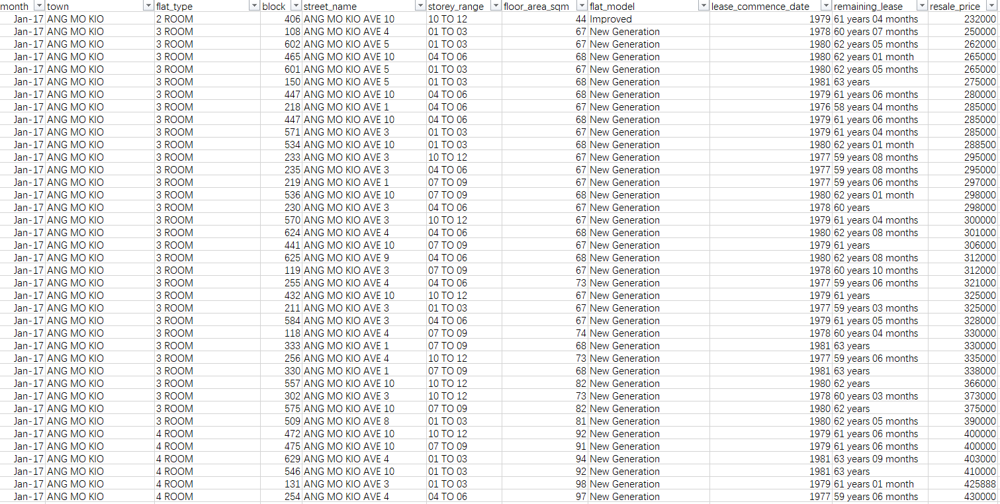 month town flat_type block street_name storey_range floor_area_sqm flat_model lease_commence_date remaining_lease resale_price
Jan-17 ANG MO KIO 2 ROOM 406 ANG MO KIO AVE 10 10 TO 12 44 Improved 1979 61 years 04 months 232000
Jan-17 ANG MO KIO 3 ROOM 108 ANG MO KIO AVE 4 01 TO 03 67 New Generation 1978 60 years 07 months 250000
Jan-17 ANG MO KIO 3 ROOM 602 ANG MO KIO AVE 5 01 TO 03 67 New Generation 1980 62 years 05 months 262000
Jan-17 ANG MO KIO 3 ROOM 465 ANG MO KIO AVE 10 04 TO 06 68 New Generation 1980 62 years 01 month 265000
Jan-17 ANG MO KIO 3 ROOM 601 ANG MO KIO AVE 5 01 TO 03 67 New Generation 1980 62 years 05 months 265000
Jan-17 ANG MO KIO 3 ROOM 150 ANG MO KIO AVE 5 01 TO 03 68 New Generation 1981 63 years 275000
Jan-17 ANG MO KIO 3 ROOM 447 ANG MO KIO AVE 10 04 TO 06 68 New Generation 1979 61 years 06 months 280000
Jan-17 ANG MO KIO 3 ROOM 218 ANG MO KIO AVE 1 04 TO 06 67 New Generation 1976 58 years 04 months 285000
Jan-17 ANG MO KIO 3 ROOM 447 ANG MO KIO AVE 10 04 TO 06 68 New Generation 1979 61 years 06 months 285000
Jan-17 ANG MO KIO 3 ROOM 571 ANG MO KIO AVE 3 01 TO 03 67 New Generation 1979 61 years 04 months 285000
Jan-17 ANG MO KIO 3 ROOM 534 ANG MO KIO AVE 10 01 TO 03 68 New Generation 1980 62 years 01 month 288500
Jan-17 ANG MO KIO 3 ROOM 233 ANG MO KIO AVE 3 10 TO 12 67 New Generation 1977 59 years 08 months 295000
Jan-17 ANG MO KIO 3 ROOM 235 ANG MO KIO AVE 3 04 TO 06 67 New Generation 1977 59 years 08 months 295000
Jan-17 ANG MO KIO 3 ROOM 219 ANG MO KIO AVE 1 07 TO 09 67 New Generation 1977 59 years 06 months 297000
Jan-17 ANG MO KIO 3 ROOM 536 ANG MO KIO AVE 10 07 TO 09 68 New Generation 1980 62 years 01 month 298000
Jan-17 ANG MO KIO 3 ROOM 230 ANG MO KIO AVE 3 04 TO 06 67 New Generation 1978 60 years 298000
Jan-17 ANG MO KIO 3 ROOM 570 ANG MO KIO AVE 3 10 TO 12 67 New Generation 1979 61 years 04 months 300000
Jan-17 ANG MO KIO 3 ROOM 624 ANG MO KIO AVE 4 04 TO 06 68 New Generation 1980 62 years 08 months 301000
Jan-17 ANG MO KIO 3 ROOM 441 ANG MO KIO AVE 10 07 TO 09 67 New Generation 1979 61 years 306000
Jan-17 ANG MO KIO 3 ROOM 625 ANG MO KIO AVE 9 04 TO 06 68 New Generation 1980 62 years 08 months 312000
Jan-17 ANG MO KIO 3 ROOM 119 ANG MO KIO AVE 3 07 TO 09 67 New Generation 1978 60 years 10 months 312000
Jan-17 ANG MO KIO 3 ROOM 255 ANG MO KIO AVE 4 04 TO 06 73 New Generation 1977 59 years 06 months 321000
Jan-17 ANG MO KIO 3 ROOM 432 ANG MO KIO AVE 10 10 TO 12 67 New Generation 1979 61 years 325000
Jan-17 ANG MO KIO 3 ROOM 211 ANG MO KIO AVE 3 01 TO 03 67 New Generation 1977 59 years 03 months 325000
Jan-17 ANG MO KIO 3 ROOM 584 ANG MO KIO AVE 3 04 TO 06 67 New Generation 1979 61 years 05 months 328000
Jan-17 ANG MO KIO 3 ROOM 118 ANG MO KIO AVE 4 07 TO 09 74 New Generation 1978 60 years 04 months 330000
Jan-17 ANG MO KIO 3 ROOM 333 ANG MO KIO AVE 1 07 TO 09 68 New Generation 1981 63 years 330000
Jan-17 ANG MO KIO 3 ROOM 256 ANG MO KIO AVE 4 10 TO 12 73 New Generation 1977 59 years 06 months 335000
Jan-17 ANG MO KIO 3 ROOM 330 ANG MO KIO AVE 1 07 TO 09 68 New Generation 1981 63 years 338000
Jan-17 ANG MO KIO 3 ROOM 557 ANG MO KIO AVE 10 10 TO 12 82 New Generation 1980 62 years 366000
Jan-17 ANG MO KIO 3 ROOM 302 ANG MO KIO AVE 3 10 TO 12 73 New Generation 1978 60 years 03 months 373000
Jan-17 ANG MO KIO 3 ROOM 575 ANG MO KIO AVE 10 07 TO 09 82 New Generation 1980 62 years 375000
Jan-17 ANG MO KIO 3 ROOM 509 ANG MO KIO AVE 8 01 TO 03 81 New Generation 1980 62 years 05 months 390000
Jan-17 ANG MO KIO 4 ROOM 472 ANG MO KIO AVE 10 10 TO 12 92 New Generation 1979 61 years 06 months 400000
Jan-17 ANG MO KIO 4 ROOM 475 ANG MO KIO AVE 10 07 TO 09 91 New Generation 1979 61 years 06 months 400000
Jan-17 ANG MO KIO 4 ROOM 629 ANG MO KIO AVE 4 01 TO 03 94 New Generation 1981 63 years 09 months 403000
Jan-17 ANG MO KIO 4 ROOM 546 ANG MO KIO AVE 10 01 TO 03 92 New Generation 1981 63 years 410000
Jan-17 ANG MO KIO 4 ROOM 131 ANG MO KIO AVE 3 01 TO 03 98 New Generation 1979 61 years 01 month 425888
Jan-17 ANG MO KIO 4 ROOM 254 ANG MO KIO AVE 4 04 TO 06 97 New Generation 1977 59 years 06 months 430000